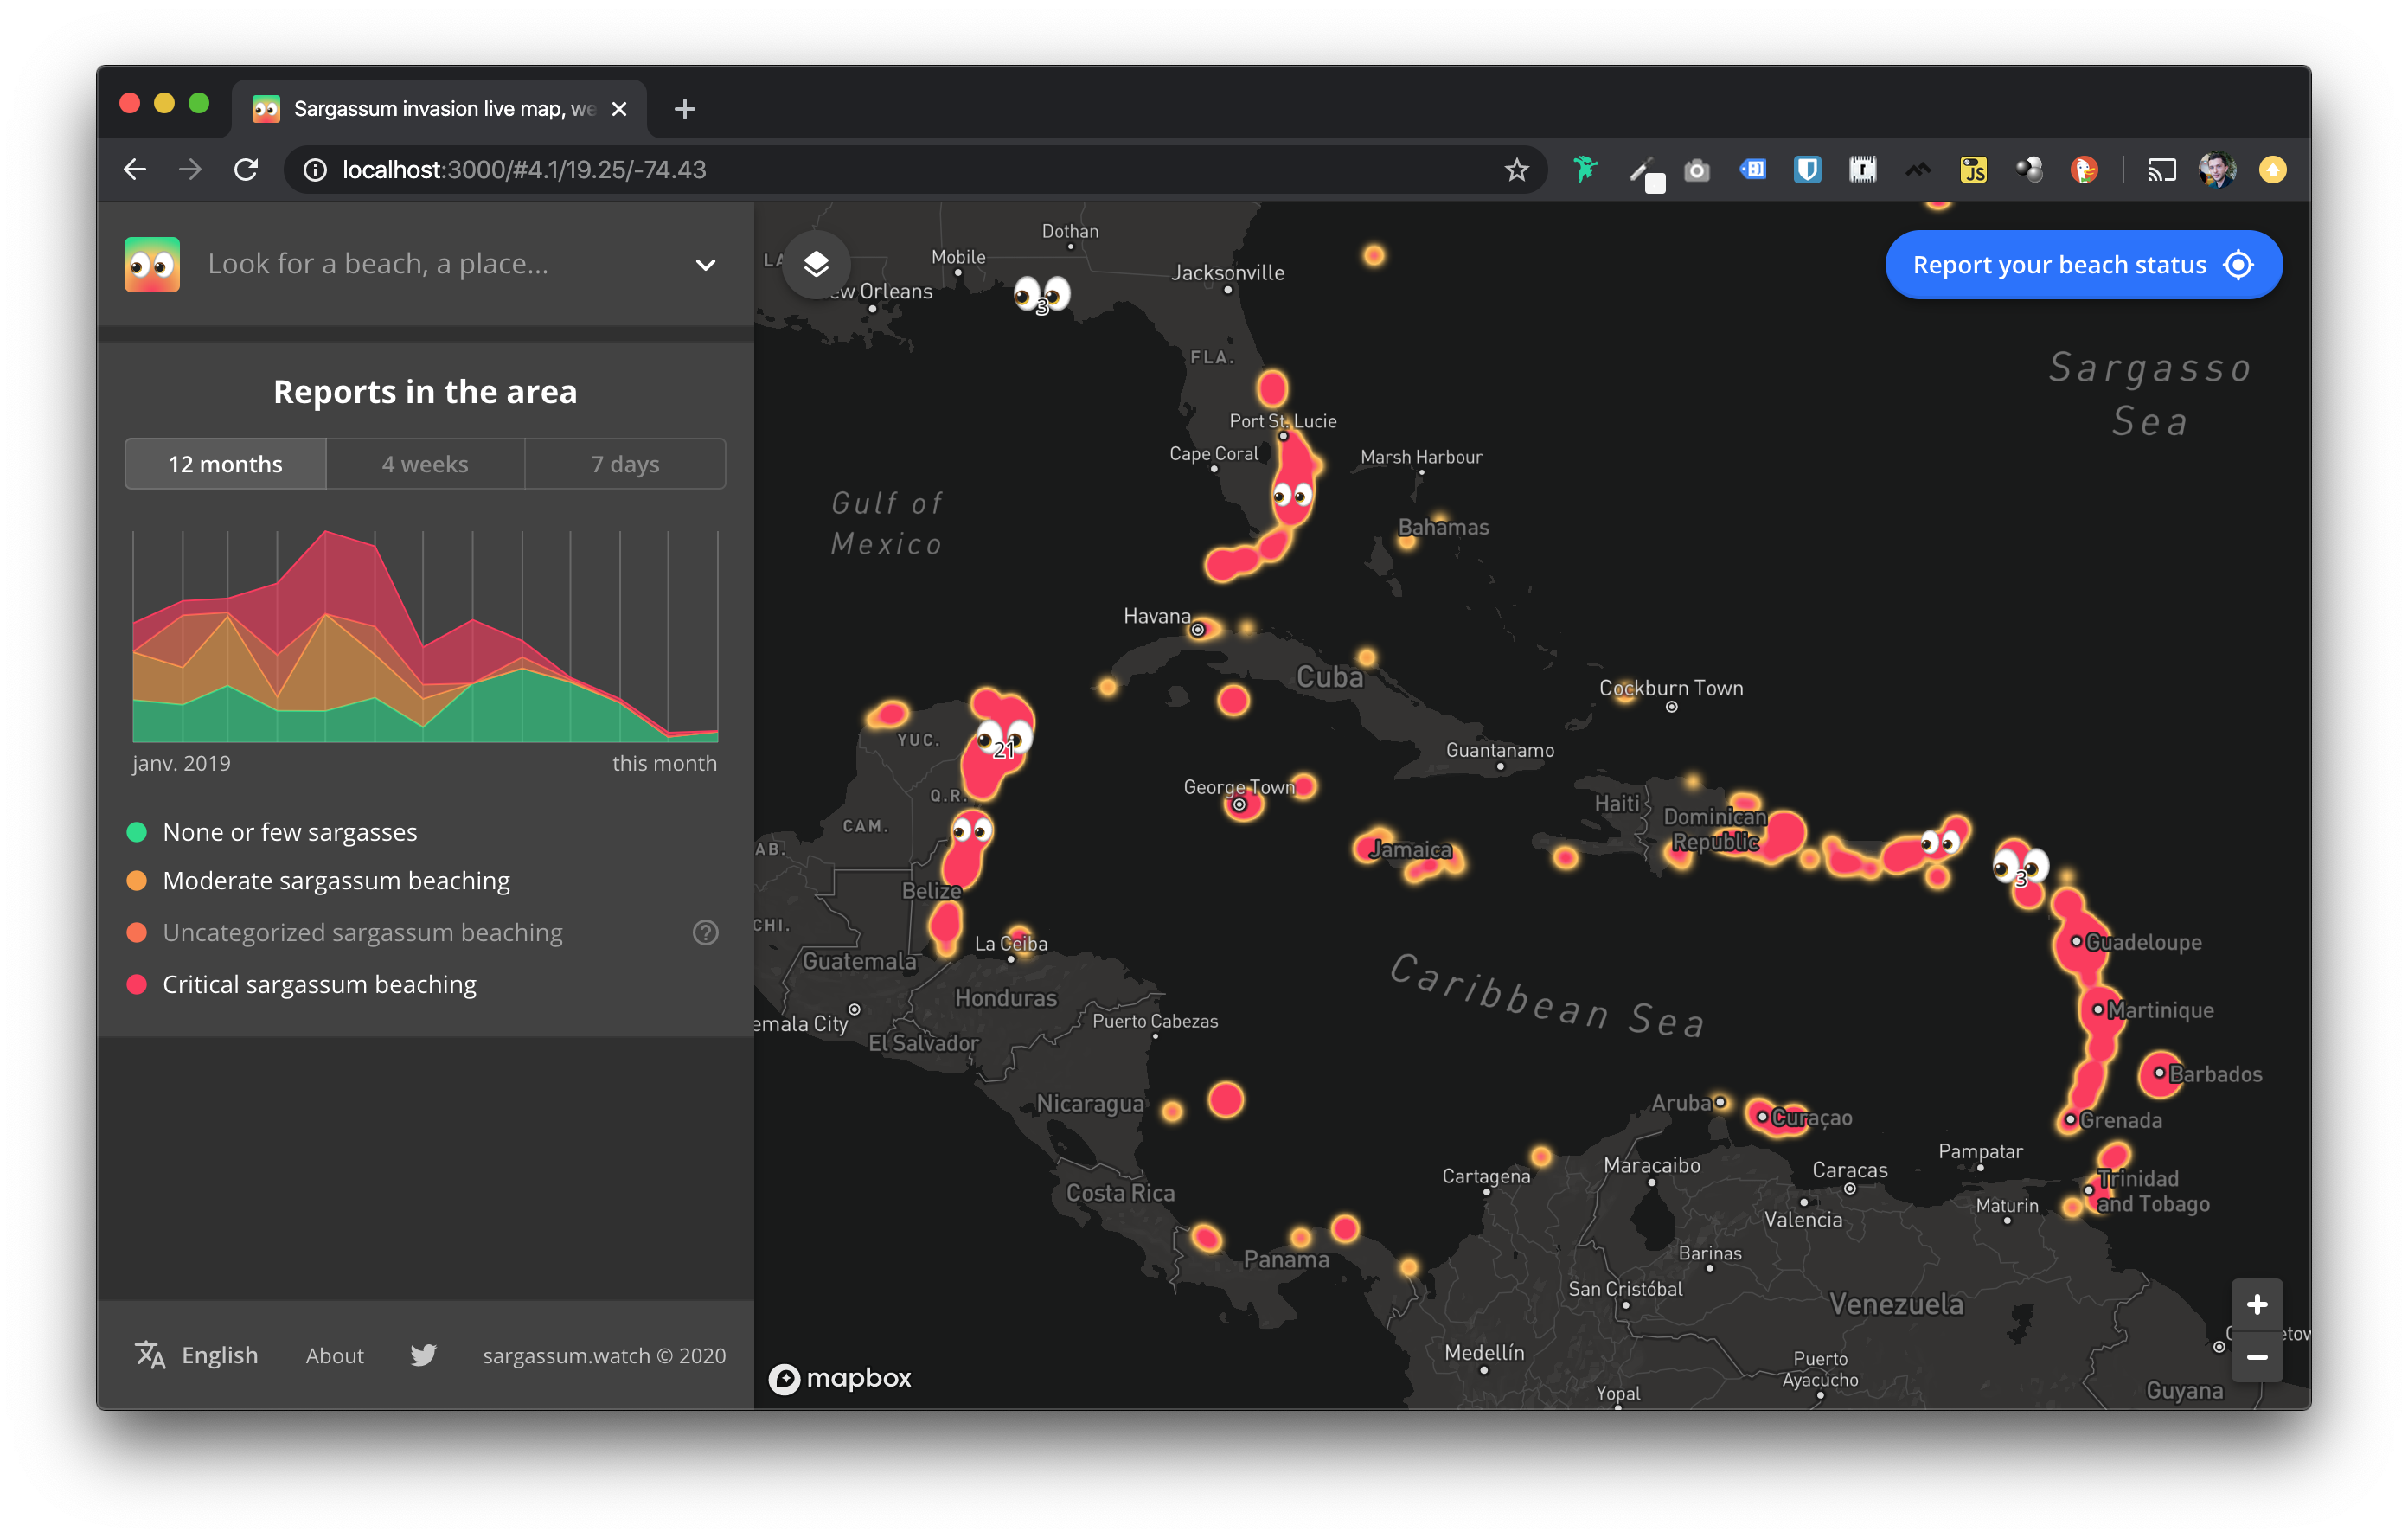 Sargassum invasion live map, we
localhost:3000/#4.1/19.25/-74.43
Look for a beach, a place...
Reports in the area
12 months
4 weeks
7 days
janv. 2019
this month
None or few sargasses
Moderate sargassum beaching
Uncategorized sargassum beaching
Critical sargassum beaching
English
About
sargassum.watch © 2020
Report your beach status
Dothan
Mobile
LA
Jacksonville
ew Orleans
3
FLA.
Sargasso
Sea
Port St. Lucie
Cape Coral
Marsh Harbour
Gulf of
Mexico
Bahamas
Havana
Cuba
Cockburn Town
YUC.
21
Guantanamo
George Town
Q.R.
Haiti
Dominican
Republic
CAM.
AB.
Jamaica
3
Belize
CHI.
La Ceiba
Guadeloupe
Guatemala
Caribbean Sea
Honduras
Martinique
emala City
Puerto Cabezas
El Salvador
Barbados
Nicaragua
Aruba
Curaçao
Grenada
Pampatar
Cartagena
Maracaibo
Caracas
Trinidad
and Tobago
Costa Rica
Maturin
Valencia
Panama
Barinas
San Cristóbal
Venezuela
Medellín
Puerto
Ayacucho
Yopal
Guyana
mapbox
JS